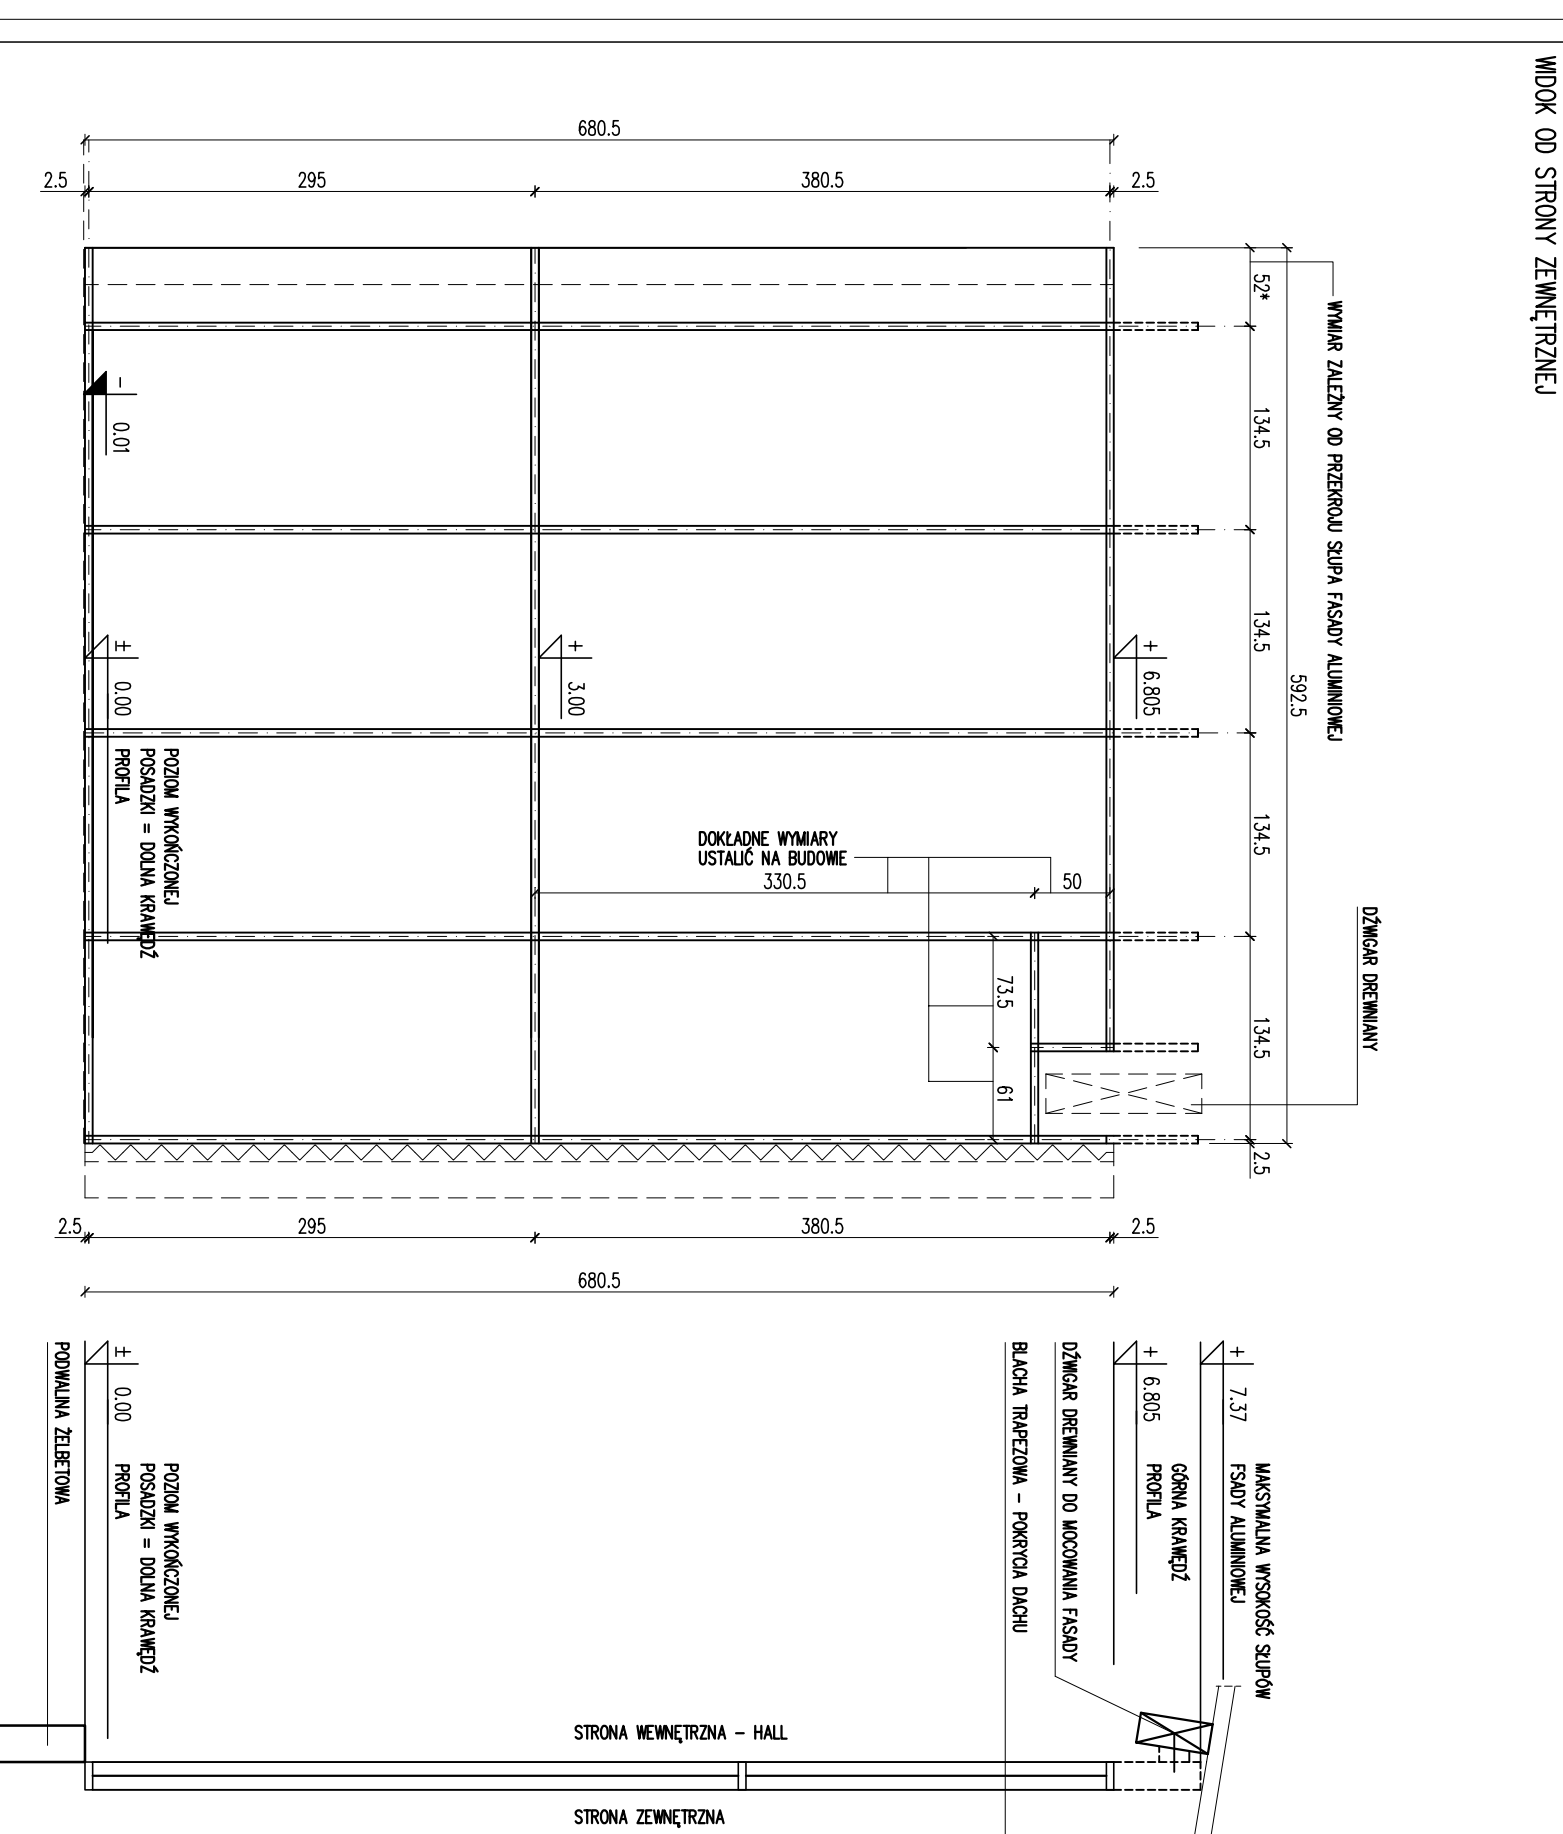 WIDOK OD STRONY ZEWNĘTRZNEJ
680.5
2.5
295
380.5
2.5
52*
134.5
134.5
134.5
134.5
2.5
592.5
WYMIAR ZALEŻNY OD PRZEKROJU SŁUPA FASADY ALUMINIOWEJ
DŹWIGAR DREWNIANY
-
0.01
±
0.00
POZIOM WYKOŃCZONEJ
POSADZKI = DOLNA KRAWĘDŹ
PROFILA
+
3.00
+
6.805
DOKŁADNE WYMIARY
USTALIĆ NA BUDOWIE
330.5
50
73.5
61
2.5
295
380.5
2.5
680.5
+
7.37
MAKSYMALNA WYSOKOŚĆ SŁUPÓW
FSADY ALUMINIOWEJ
+
6.805
GÓRNA KRAWĘDŹ
PROFILA
DŹWIGAR DREWNIANY DO MOCOWANIA FASADY
BLACHA TRAPEZOWA - POKRYCIA DACHU
±
0.00
POZIOM WYKOŃCZONEJ
POSADZKI = DOLNA KRAWĘDŹ
PROFILA
PODWALINA ŻELBETOWA
STRONA WEWNĘTRZNA - HALL
STRONA ZEWNĘTRZNA